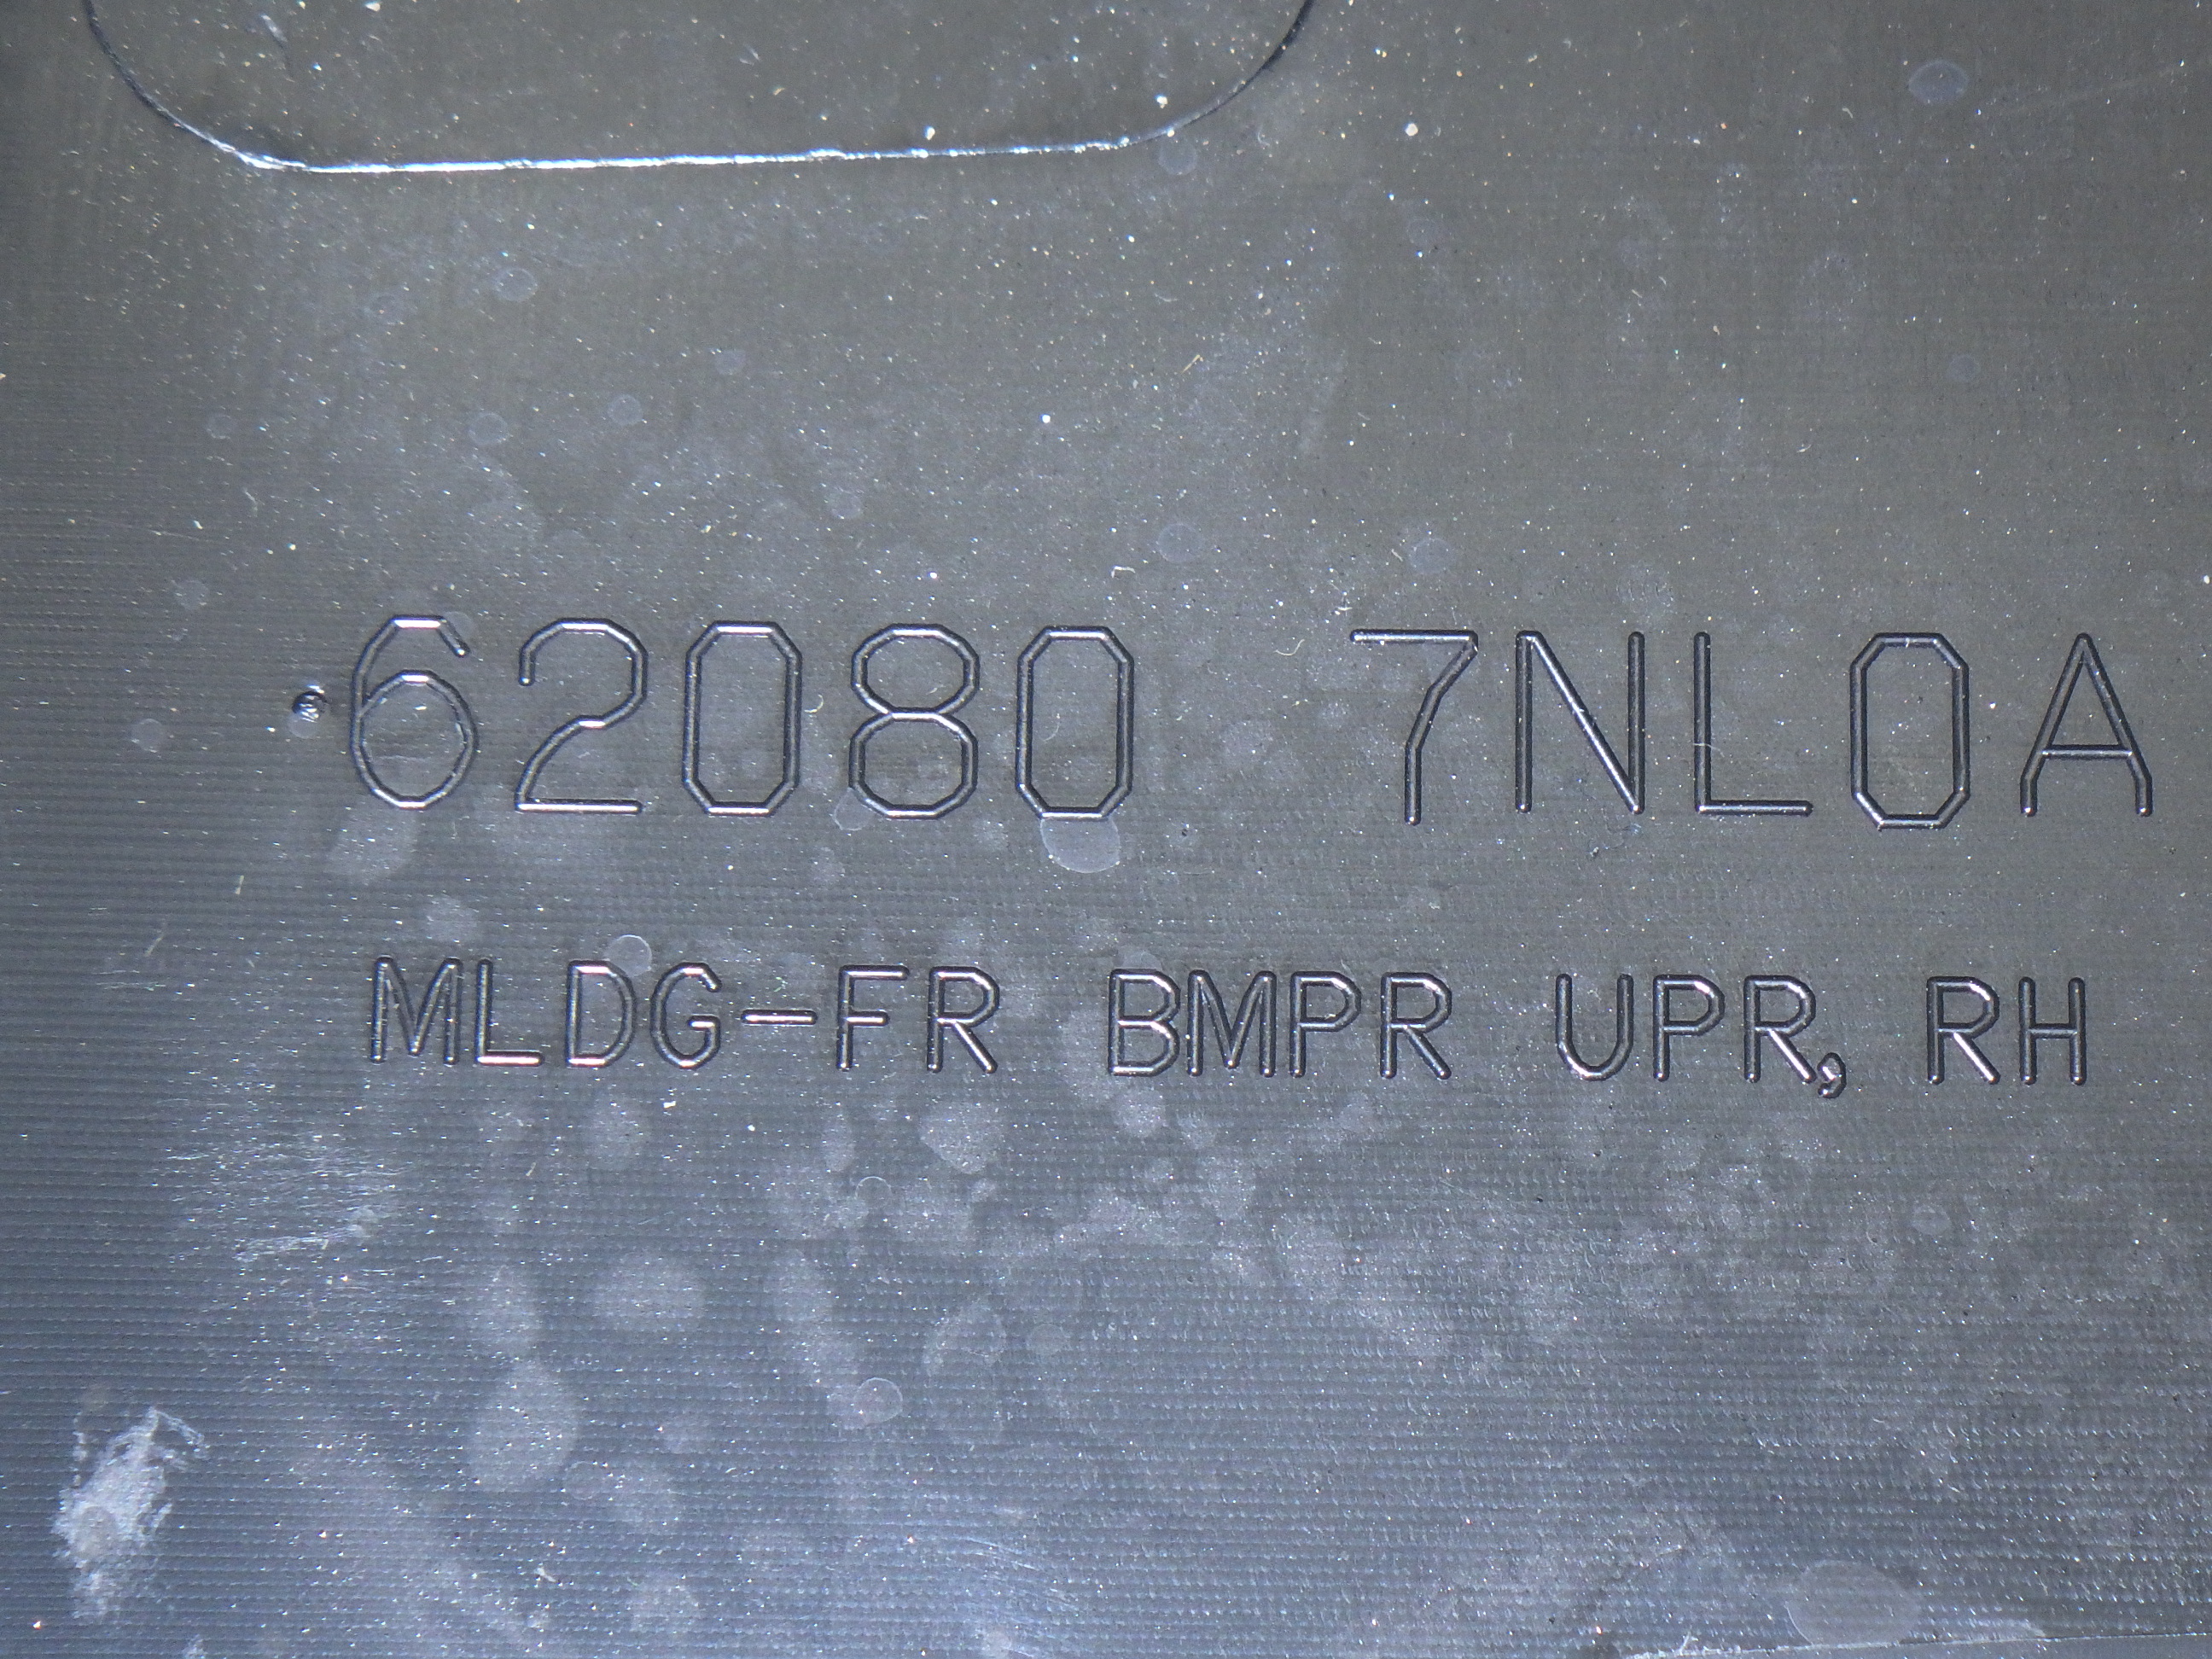 62080 7NL0A
MLDG-FR BMPR UPR, RH